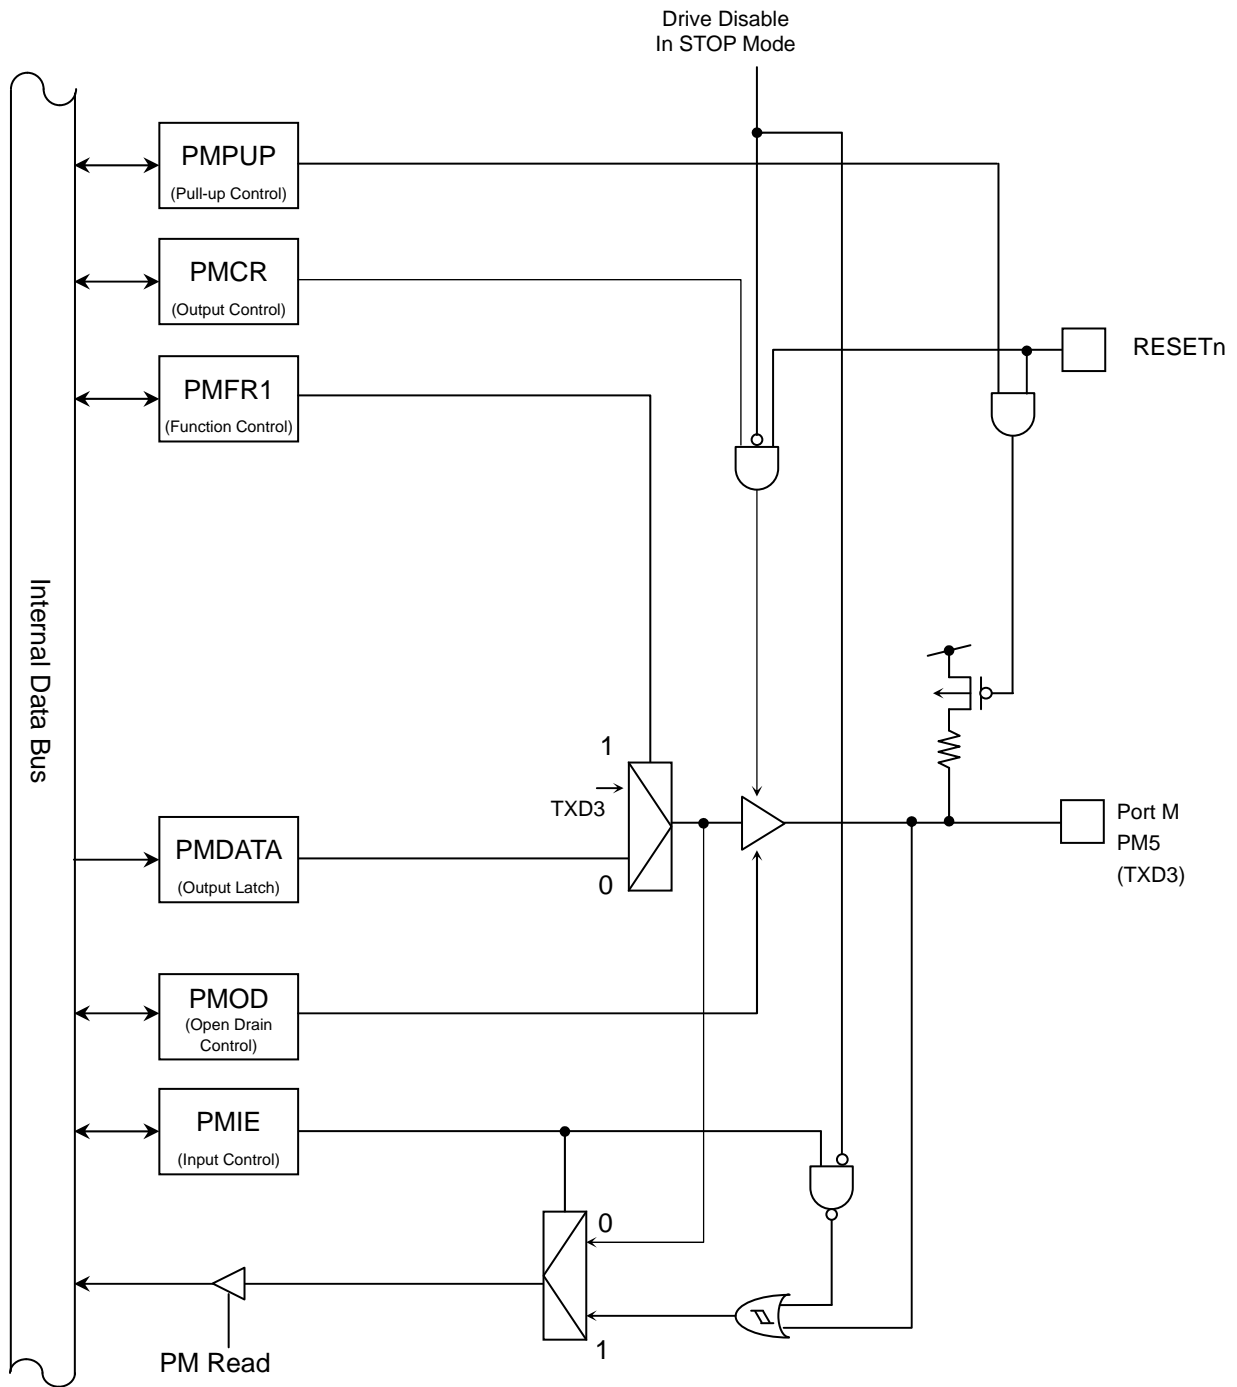 Drive Disable
In STOP Mode
PMPUP
(Pull-up Control)
PMCR
(Output Control)
RESETn
PMFR1
(Function Control)
Internal Data Bus
1
TXD3
0
Port M
PM5
(TXD3)
PMDATA
(Output Latch)
PMOD
(Open Drain
Control)
PMIE
(Input Control)
0
1
PM Read